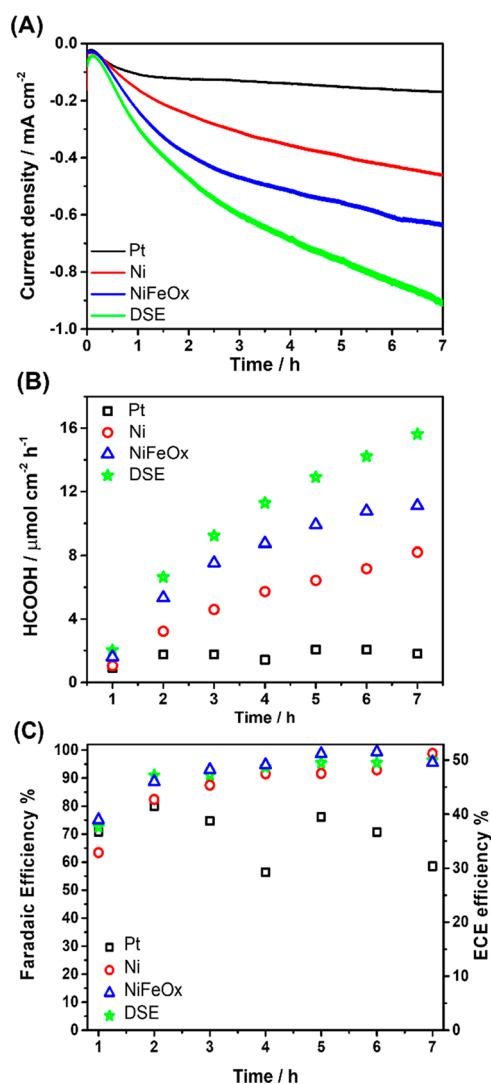 (A)
0.0
-0.2
-0.4
-0.6
-0.8
-1.0
Current density / mA cm⁻²
Pt
Ni
NiFeOx
DSE
0 1 2 3 4 5 6 7
Time / h
(B)
16
12
8
4
0
HCOOH / μmol cm⁻² h⁻¹
Pt
Ni
NiFeOx
DSE
1 2 3 4 5 6 7
Time / h
(C)
100
90
80
70
60
50
40
30
20
10
0
Faradaic Efficiency %
Pt
Ni
NiFeOx
DSE
50
40
30
20
10
0
ECE efficiency %
1 2 3 4 5 6 7
Time / h